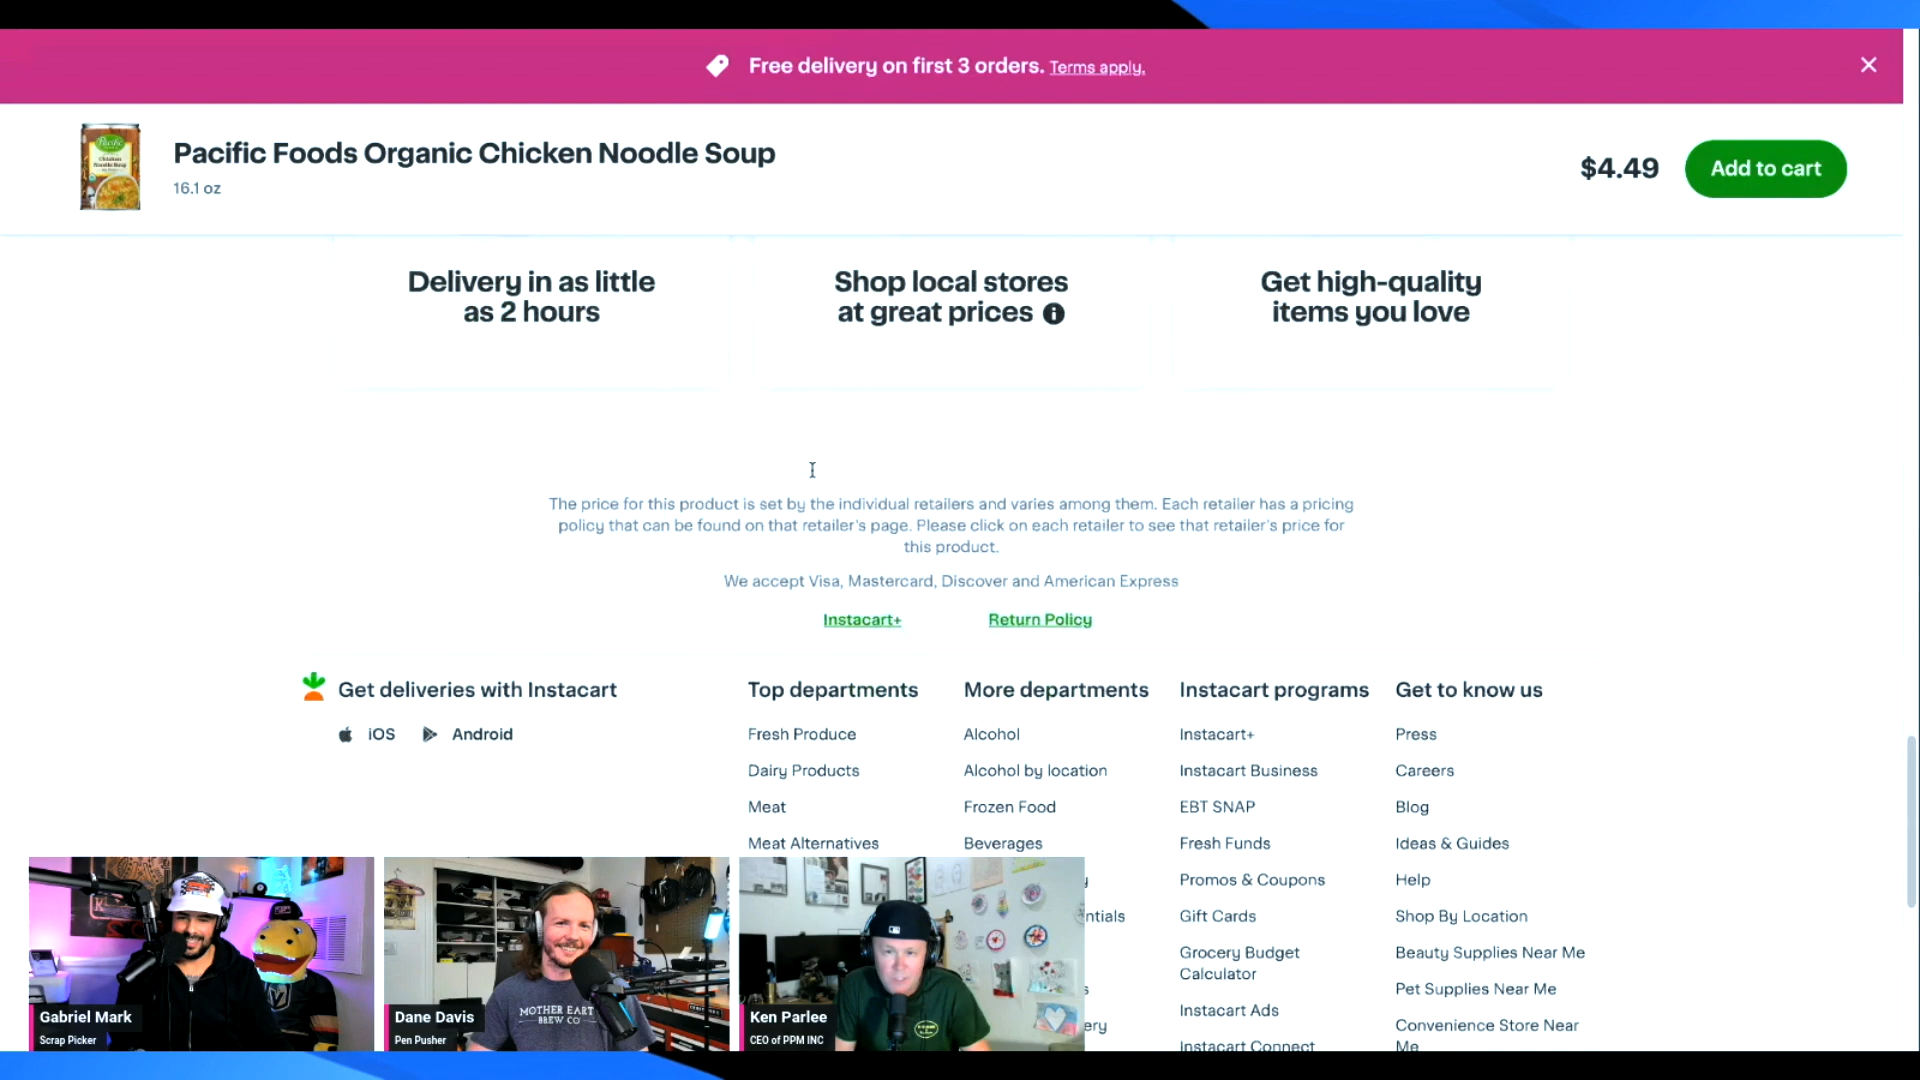 Free delivery on first 3 orders. Terms apply.
Pacific Foods Organic Chicken Noodle Soup
16.1 oz
$4.49
Add to cart
Delivery in as little
as 2 hours
Shop local stores
at great prices
Get high-quality
items you love
The price for this product is set by the individual retailers and varies among them. Each retailer has a pricing
policy that can be found on that retailer's page. Please click on each retailer to see that retailer's price for
this product.
We accept Visa, Mastercard, Discover and American Express
Instacart+
Return Policy
Get deliveries with Instacart
iOS
Android
Top departments
Fresh Produce
Dairy Products
Meat
Meat Alternatives
More departments
Alcohol
Alcohol by location
Frozen Food
Beverages
ntials
ery
Instacart programs
Instacart+
Instacart Business
EBT SNAP
Fresh Funds
Promos & Coupons
Gift Cards
Grocery Budget
Calculator
Instacart Ads
Instacart Connect
Get to know us
Press
Careers
Blog
Ideas & Guides
Help
Shop By Location
Beauty Supplies Near Me
Pet Supplies Near Me
Convenience Store Near
Me
Gabriel Mark
Scrap Picker
MOTHER EART
BREW CO
Dane Davis
Pen Pusher
Ken Parlee
CEO of PPM INC